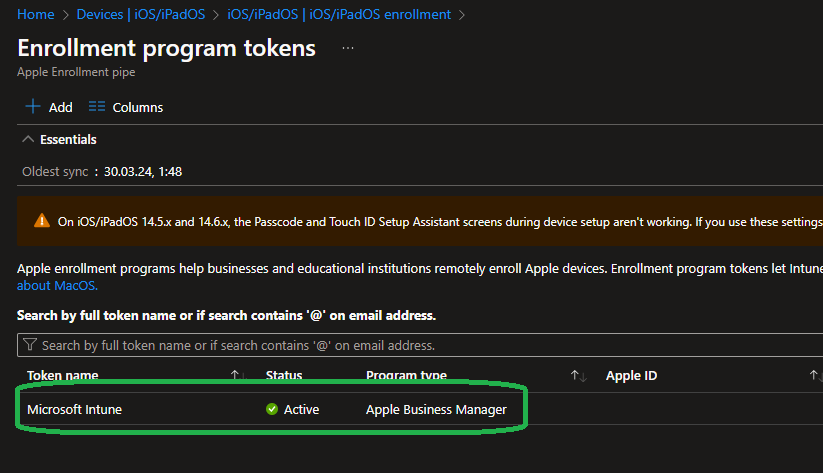 Home > Devices | iOS/iPadOS > iOS/iPadOS | iOS/iPadOS enrollment >
Enrollment program tokens ...
Apple Enrollment pipe
+ Add Columns
Essentials
Oldest sync : 30.03.24, 1:48
On iOS/iPadOS 14.5.x and 14.6.x, the Passcode and Touch ID Setup Assistant screens during device setup aren't working. If you use these settings
Apple enrollment programs help businesses and educational institutions remotely enroll Apple devices. Enrollment program tokens let Intune
about MacOS.
Search by full token name or if search contains '@' on email address.
Search by full token name or if search contains '@' on email address.
Token name ↑↓ Status Program type ↑↓ Apple ID ↑
Microsoft Intune Active Apple Business Manager